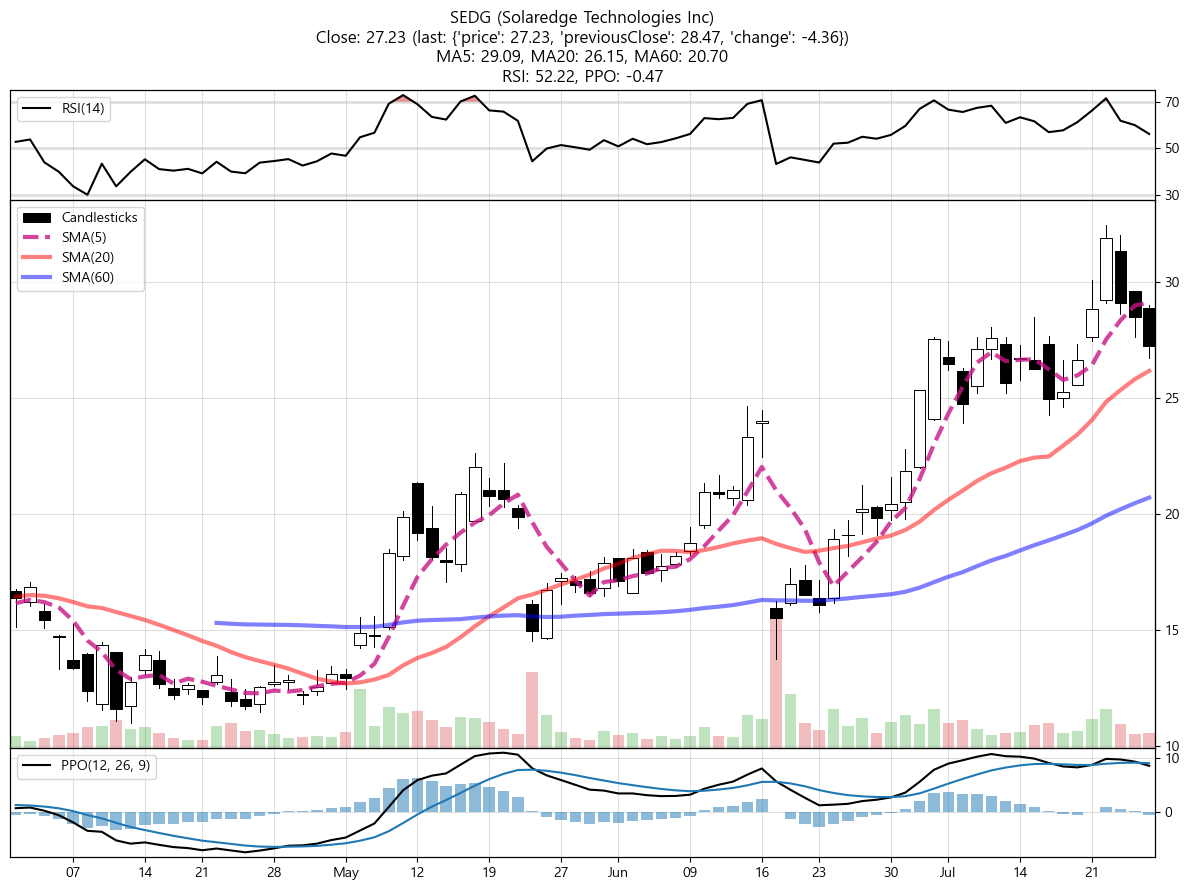 SEDG (Solaredge Technologies Inc)
Close: 27.23 (last: {'price': 27.23, 'previousClose': 28.47, 'change': -4.36})
MA5: 29.09, MA20: 26.15, MA60: 20.70
RSI: 52.22, PPO: -0.47
RSI(14)
70
50
30
Candlesticks
SMA(5)
SMA(20)
SMA(60)
30
25
20
15
10
PPO(12, 26, 9)
10
0
07 14 21 28 May 12 19 27 Jun 09 16 23 30 Jul 14 21